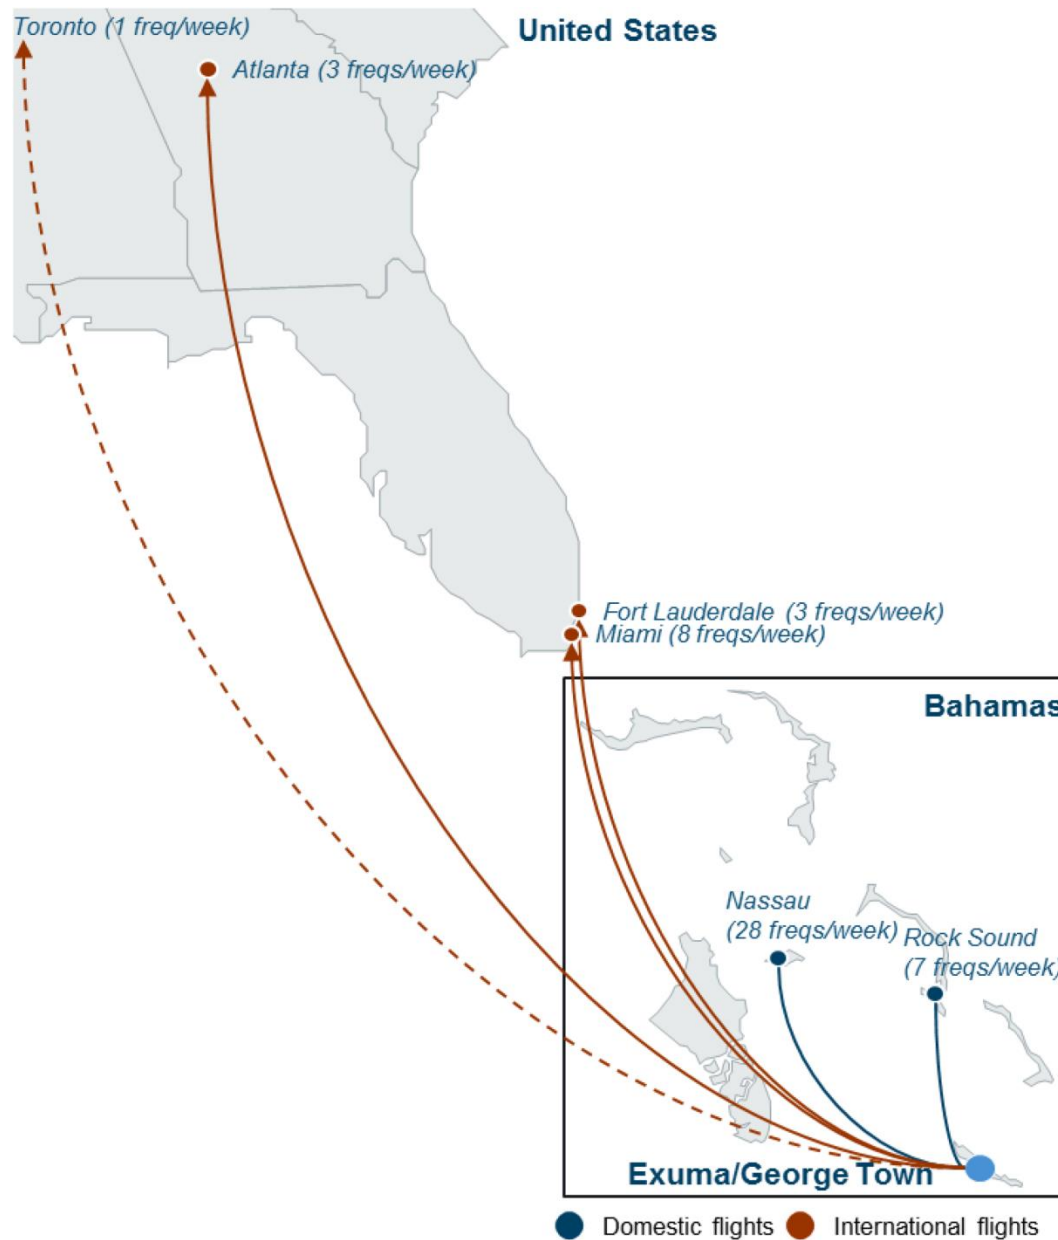 Toronto (1 freq/week)
United States
Atlanta (3 freqs/week)
Fort Lauderdale (3 freqs/week)
Miami (8 freqs/week)
Bahamas
Nassau
(28 freqs/week)
Rock Sound
(7 freqs/week)
Exuma/George Town
Domestic flights
International flights